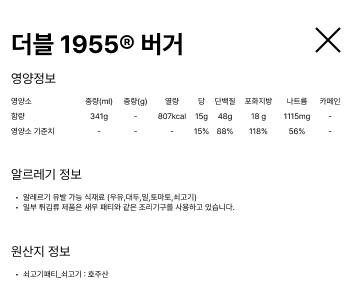 더블 1955® 버거
영양정보
영양소 중량(ml) 중량(g) 열량 당 단백질 포화지방 나트륨 카페인
함량 341g - 807kcal 15g 48g 18 g 1115mg -
영양소 기준치 - - - 15% 88% 118% 56% -
알르레기 정보
• 알레르기 유발 가능 식재료 (우유,대두,밀,토마토,쇠고기)
• 일부 튀김류 제품은 새우 패티와 같은 조리기구를 사용하고 있습니다.
원산지 정보
• 쇠고기패티_쇠고기 : 호주산